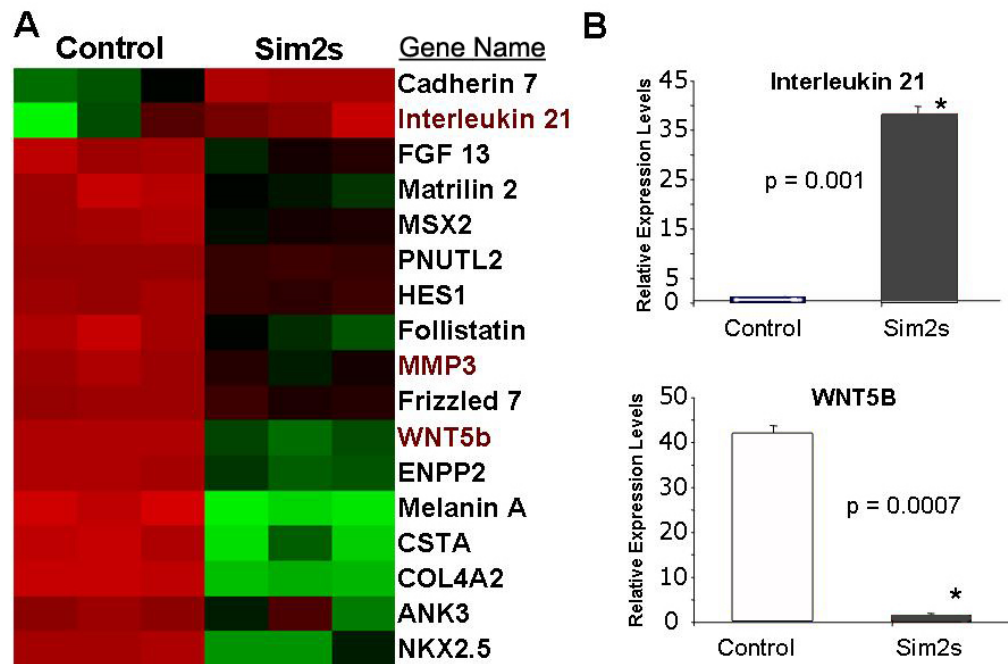 A
Control Sim2s Gene Name
Cadherin 7
Interleukin 21
FGF 13
Matrilin 2
MSX2
PNUTL2
HES1
Follistatin
MMP3
Frizzled 7
WNT5b
ENPP2
Melanin A
CSTA
COL4A2
ANK3
NKX2.5
B
Interleukin 21
Relative Expression Levels
45
35
25
15
5
0
*
p = 0.001
Control Sim2s
WNT5B
Relative Expression Levels
50
40
30
20
10
0
p = 0.0007
*
Control Sim2s